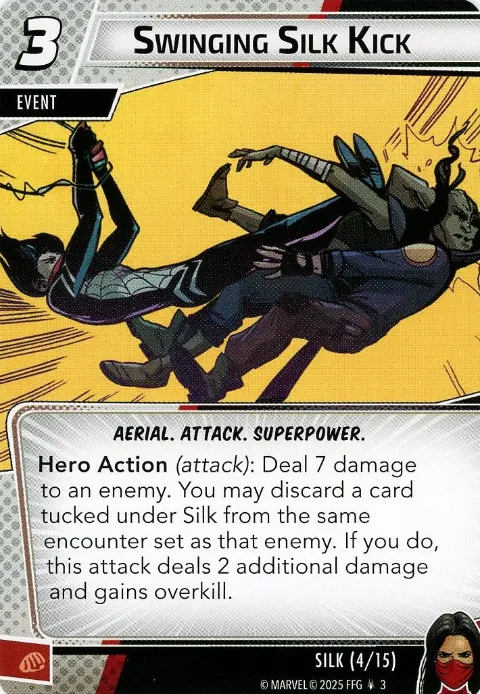 3
SWINGING SILK KICK
EVENT
AERIAL. ATTACK. SUPERPOWER.
Hero Action (attack): Deal 7 damage
to an enemy. You may discard a card
tucked under Silk from the same
encounter set as that enemy. If you do,
this attack deals 2 additional damage
and gains overkill.
SILK (4/15)
© MARVEL © 2025 FFG 3